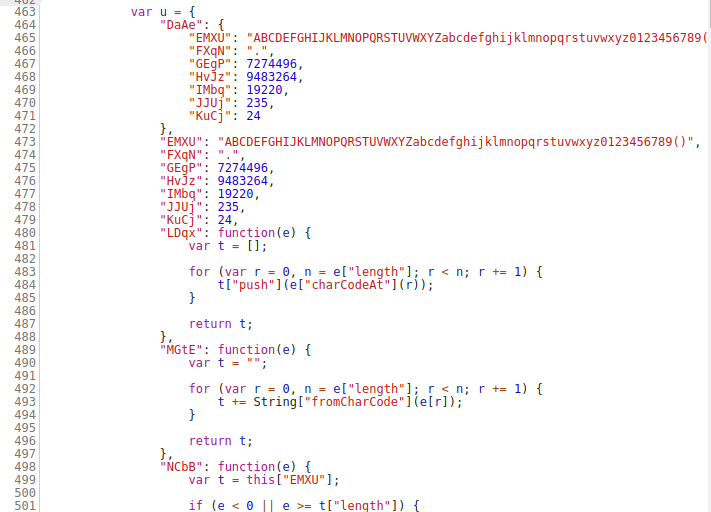 462
463 var u = {
464 "DaAe": {
465 "EMXU": "ABCDEFGHIJKLMNOPQRSTUVWXYZabcdefghijklmnopqrstuvwxyz0123456789(
466 "FXqN": ".",
467 "GEgP": 7274496,
468 "HvJz": 9483264,
469 "IMbq": 19220,
470 "JJUj": 235,
471 "KuCj": 24
472 },
473 "EMXU": "ABCDEFGHIJKLMNOPQRSTUVWXYZabcdefghijklmnopqrstuvwxyz0123456789()",
474 "FXqN": ".",
475 "GEgP": 7274496,
476 "HvJz": 9483264,
477 "IMbq": 19220,
478 "JJUj": 235,
479 "KuCj": 24,
480 "LDqx": function(e) {
481 var t = [];
482
483 for (var r = 0, n = e["length"]; r < n; r += 1) {
484 t["push"](e["charCodeAt"](r));
485 }
486
487 return t;
488 },
489 "MGtE": function(e) {
490 var t = "";
491
492 for (var r = 0, n = e["length"]; r < n; r += 1) {
493 t += String["fromCharCode"](e[r]);
494 }
495
496 return t;
497 },
498 "NCbB": function(e) {
499 var t = this["EMXU"];
500
501 if (e < 0 || e >= t["length"]) {